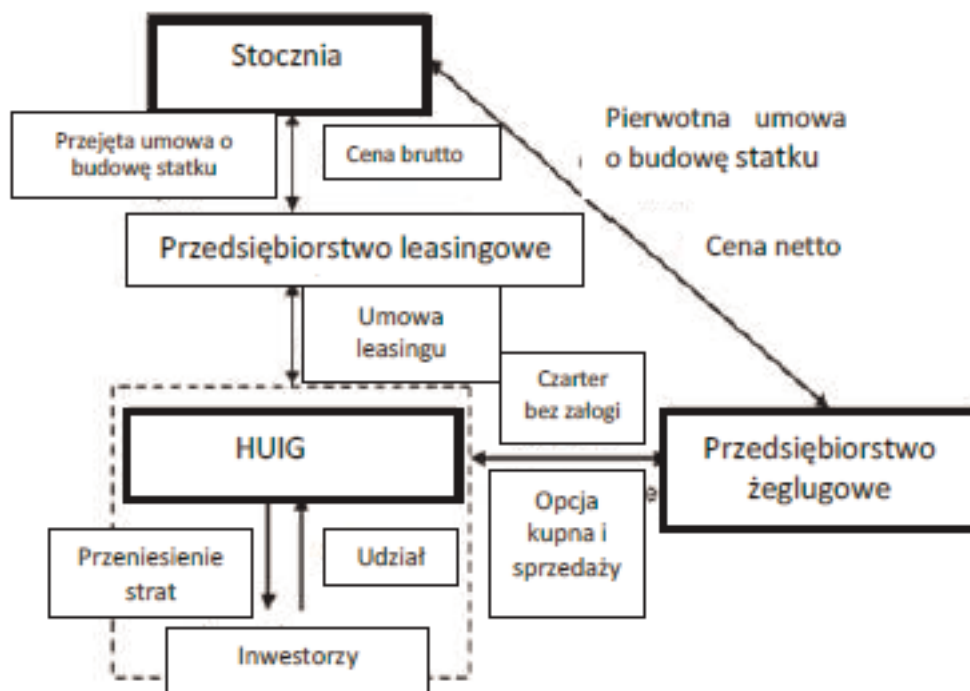 Stocznia
Pierwotna umowa
o budowę statku
Przejęta umowa o
budowę statku
Cena brutto
Przedsiębiorstwo leasingowe
Cena netto
Umowa
leasingu
Czarter
bez załogi
HUIG
Przedsiębiorstwo
żeglugowe
Opcja
kupna i
sprzedaży
Przeniesienie
strat
Udział
Inwestorzy